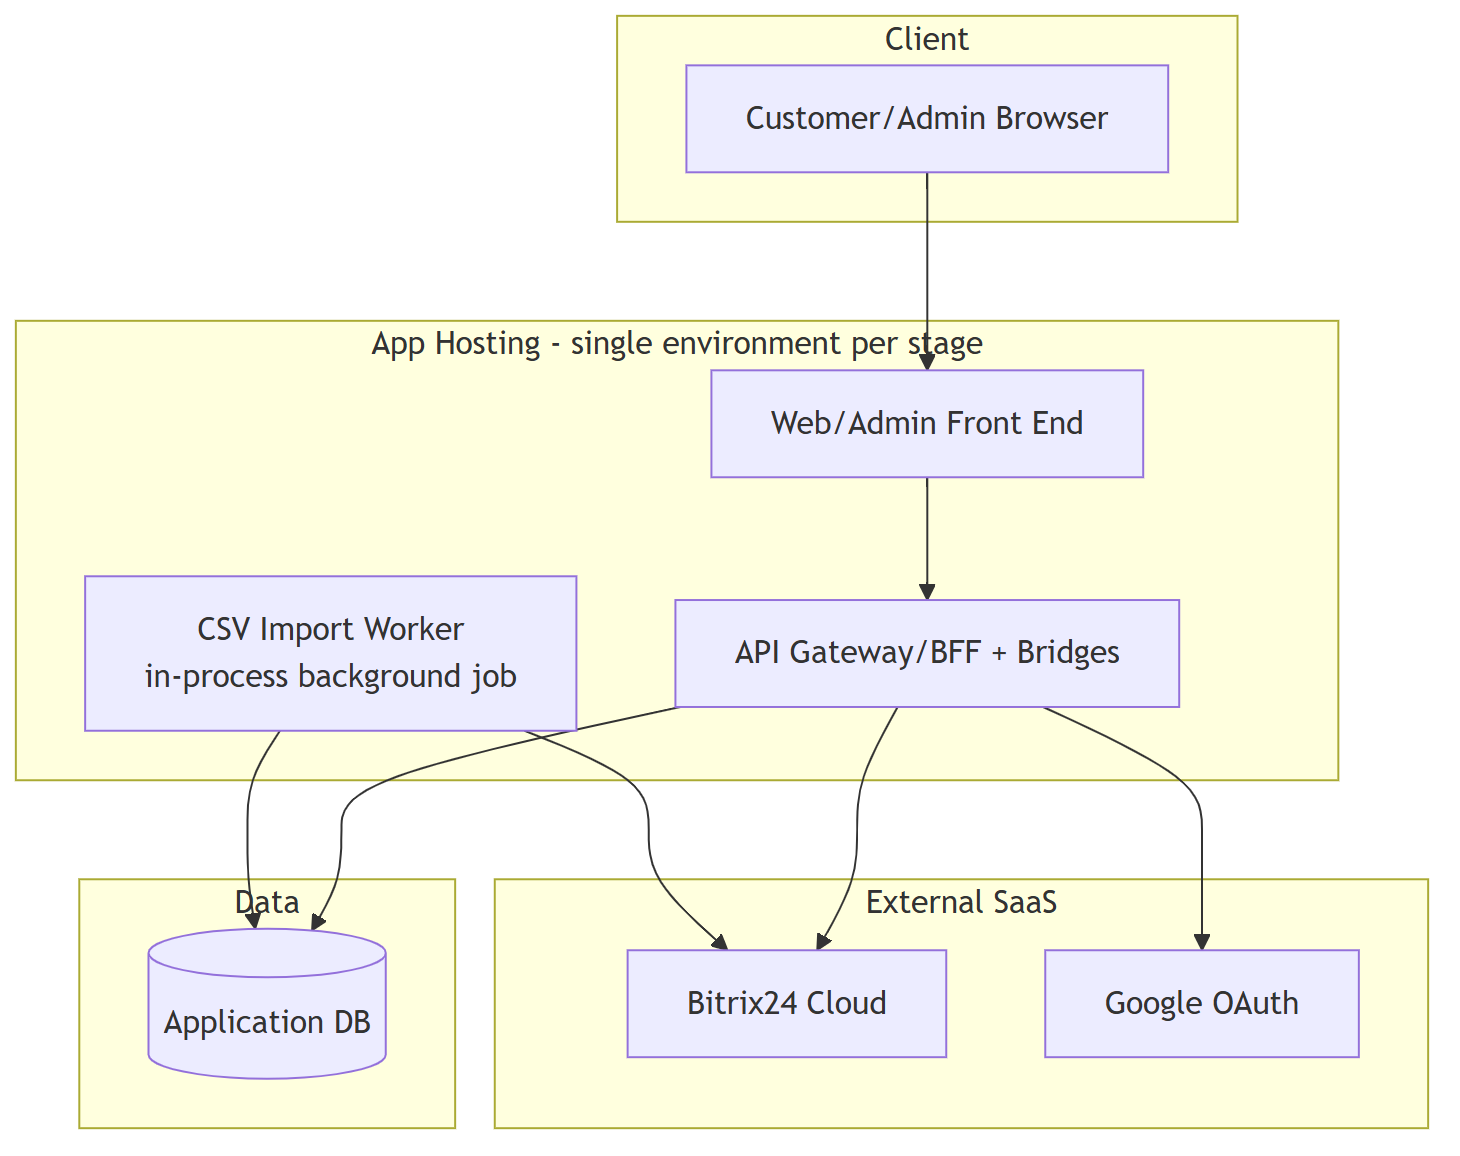 Client
Customer/Admin Browser
App Hosting - single environment per stage
Web/Admin Front End
CSV Import Worker
in-process background job
API Gateway/BFF + Bridges
Data
Application DB
External SaaS
Bitrix24 Cloud
Google OAuth